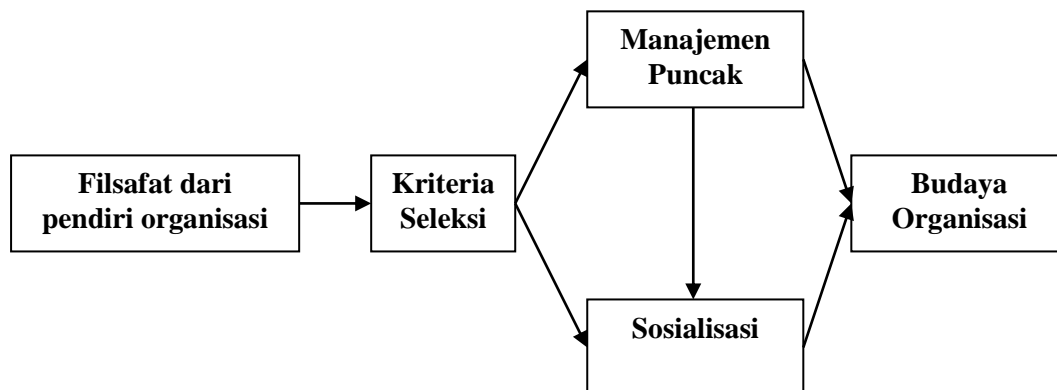 Manajemen
Puncak
Filsafat dari
pendiri organisasi
Kriteria
Seleksi
Budaya
Organisasi
Sosialisasi